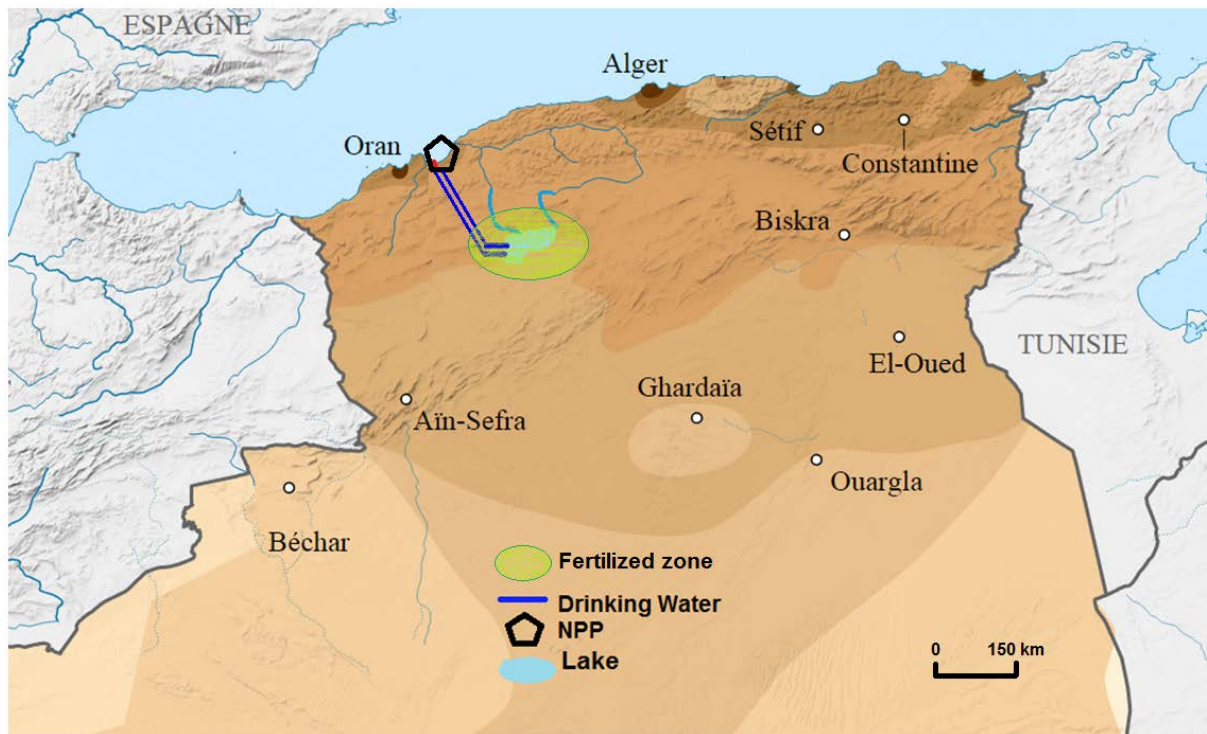 ESPAGNE
Alger
Oran
Sétif
Constantine
Biskra
TUNISIE
El-Oued
Ghardaïa
Aïn-Sefra
Ouargla
Béchar
Fertilized zone
Drinking Water
NPP
Lake
0 150 km